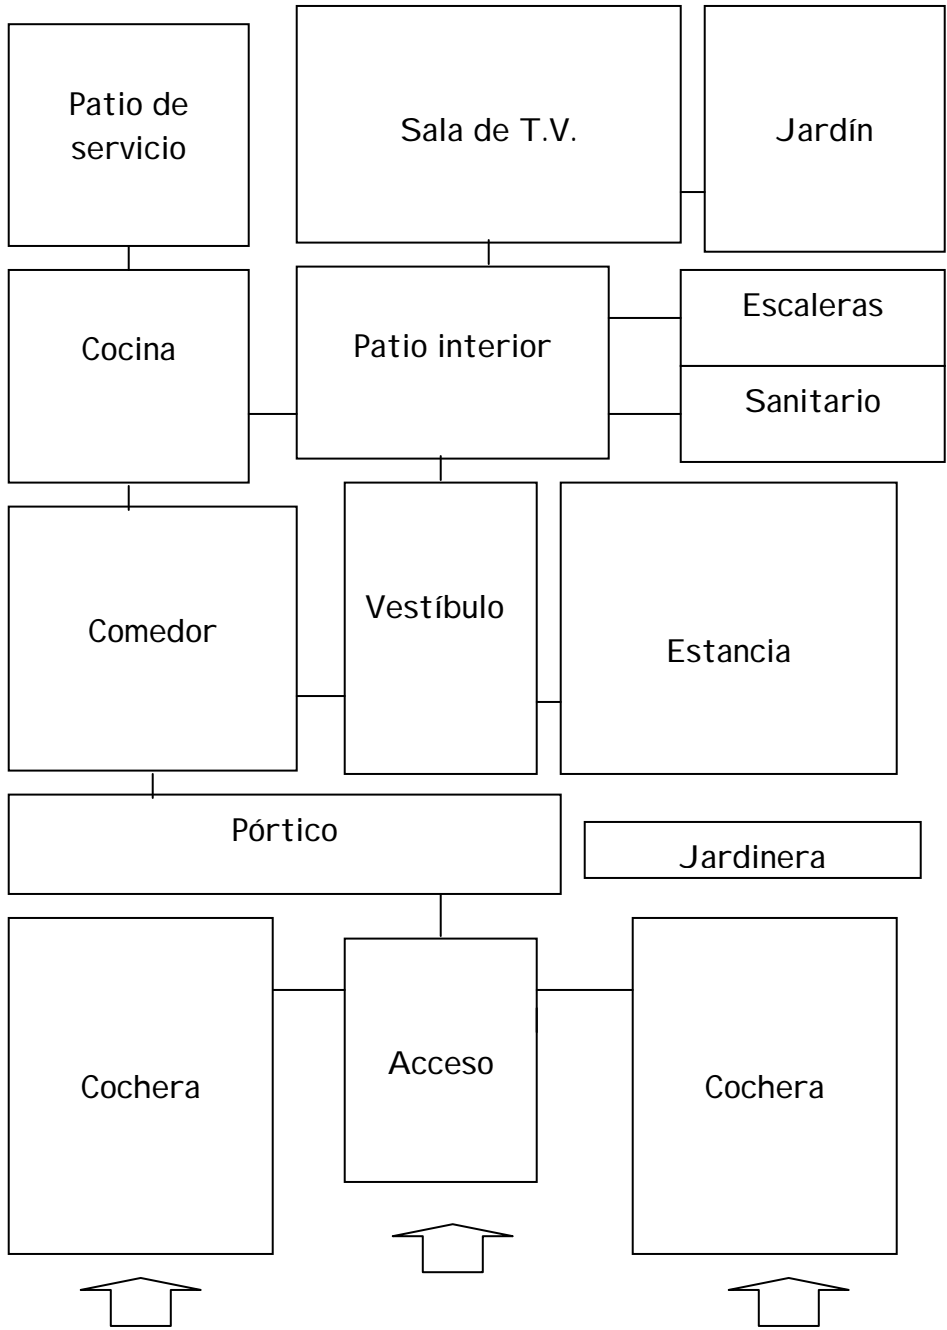 Patio de
servicio
Sala de T.V.
Jardín
Cocina
Patio interior
Escaleras
Sanitario
Comedor
Vestíbulo
Estancia
Pórtico
Jardinera
Cochera
Acceso
Cochera